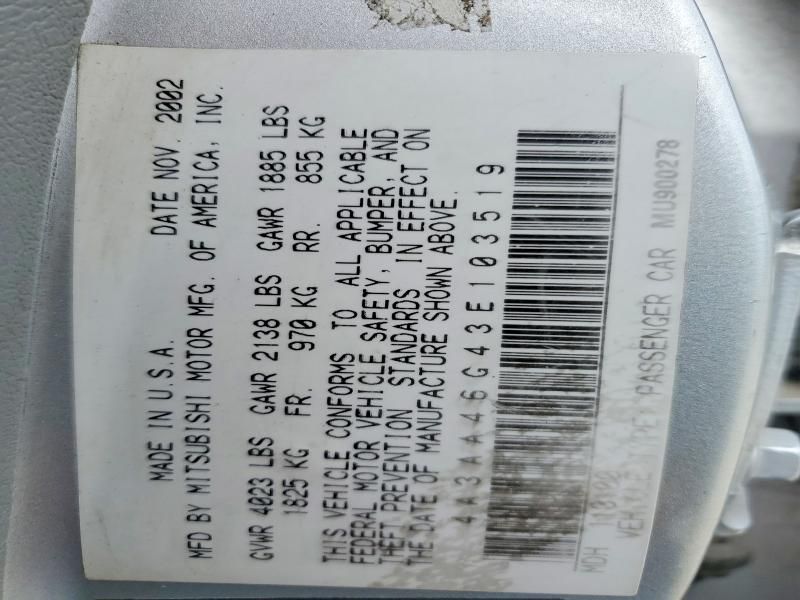 MADE IN U.S.A. DATE NOV. 2002
MFD BY MITSUBISHI MOTOR MFG. OF AMERICA, INC.
GVWR 4023 LBS GAWR 2138 LBS GAWR 1885 LBS
1825 KG FR. 970 KG RR. 855 KG
THIS VEHICLE CONFORMS TO ALL APPLICABLE
FEDERAL MOTOR VEHICLE SAFETY, BUMPER, AND
THEFT PREVENTION STANDARDS IN EFFECT ON
THE DATE OF MANUFACTURE SHOWN ABOVE.
4A3AA46G43E103519
MDH
VEHICLE TYPE: PASSENGER CAR MU900278